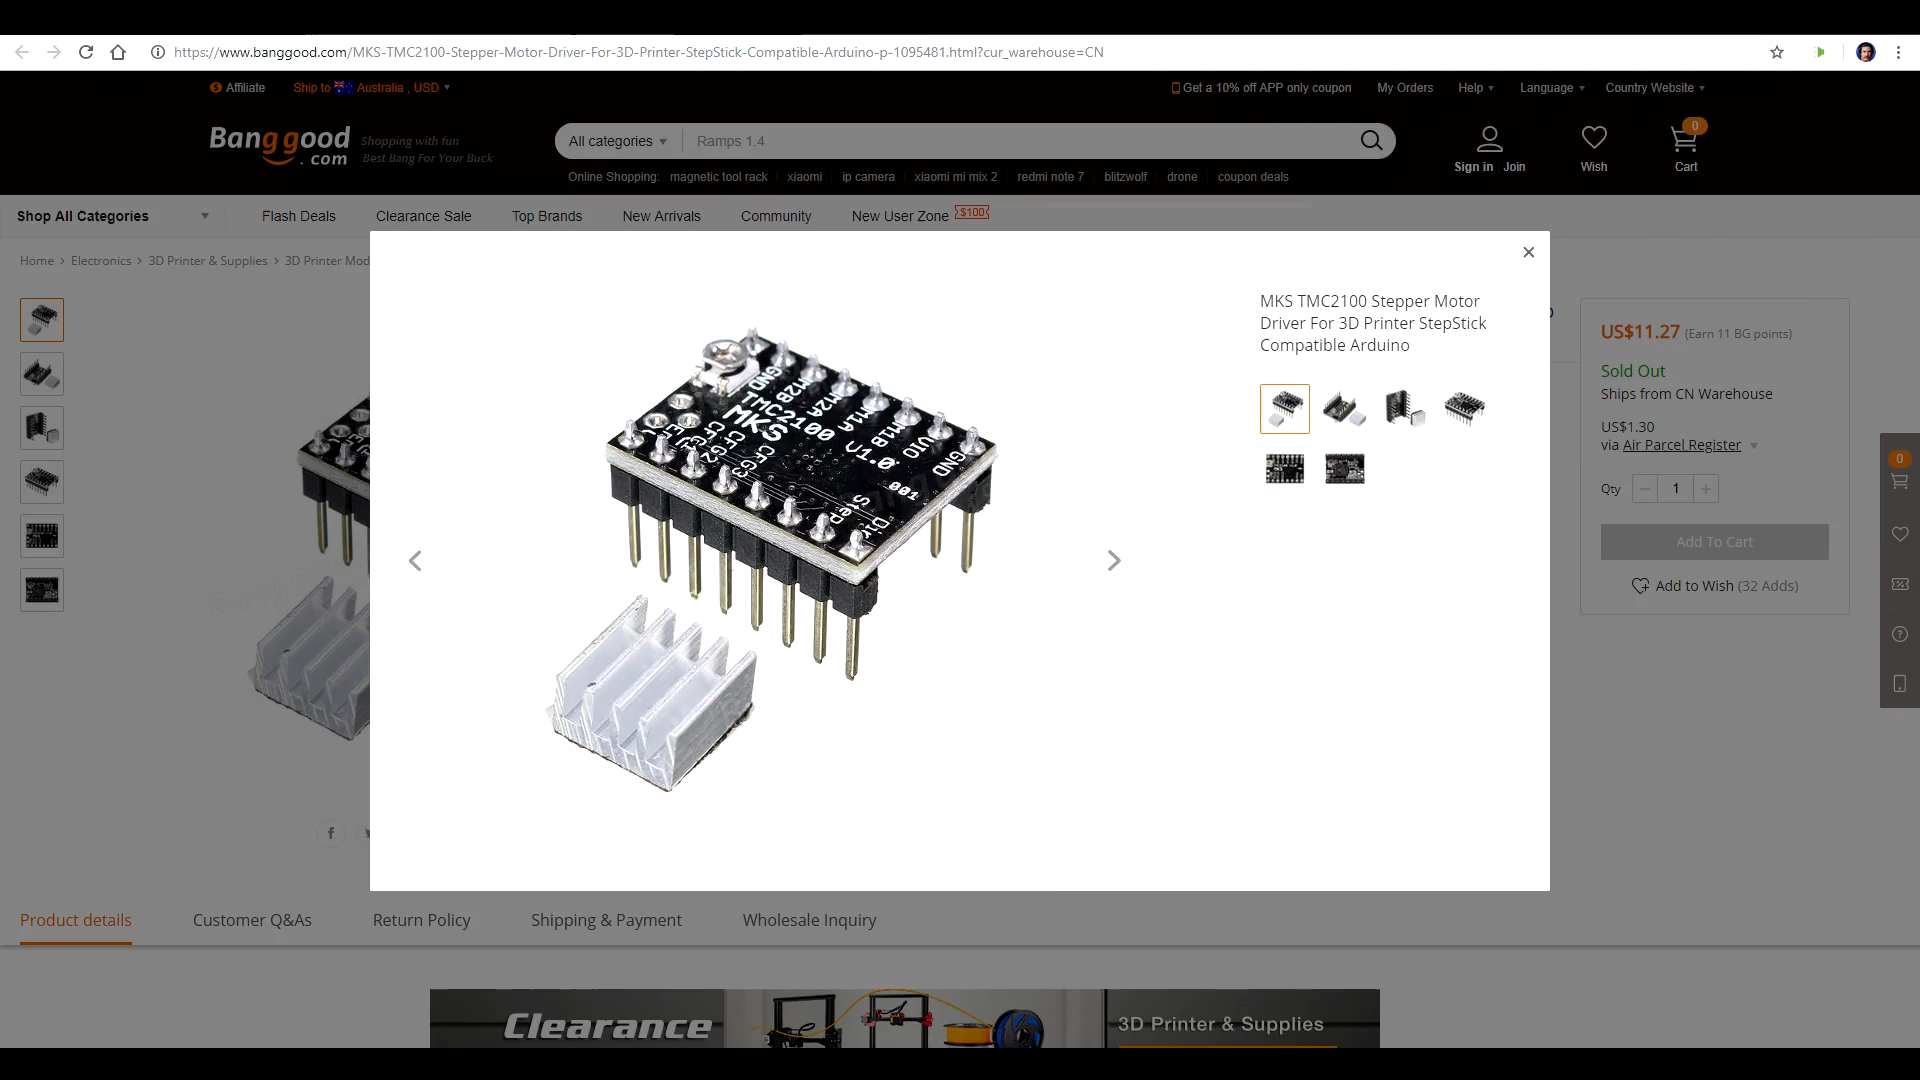 https://www.banggood.com/MKS-TMC2100-Stepper-Motor-Driver-For-3D-Printer-StepStick-Compatible-Arduino-p-1095481.html?cur_warehouse=CN
Affiliate Ship to Australia , USD Get a 10% off APP only coupon My Orders Help Language Country Website
Banggood.com
Shopping with fun
Best Bang For Your Buck
All categories Ramps 1.4
0
Sign in Join Wish Cart
Online Shopping: magnetic tool rack xiaomi ip camera xiaomi mi mix 2 redmi note 7 blitzwolf drone coupon deals
Shop All Categories Flash Deals Clearance Sale Top Brands New Arrivals Community New User Zone $100
Home > Electronics > 3D Printer & Supplies > 3D Printer Mod
MKS TMC2100 Stepper Motor
Driver For 3D Printer StepStick
Compatible Arduino
GND
M2B
M2A
M1A
M1B
VIO
GND
TMC2100 V1.0
MKS
CFG1
CFG2
CFG3
001
Step
Dir
US$11.27 (Earn 11 BG points)
Sold Out
Ships from CN Warehouse
US$1.30
via Air Parcel Register
Qty − 1 +
Add To Cart
Add to Wish (32 Adds)
0
Product details Customer Q&As Return Policy Shipping & Payment Wholesale Inquiry
Clearance 3D Printer & Supplies